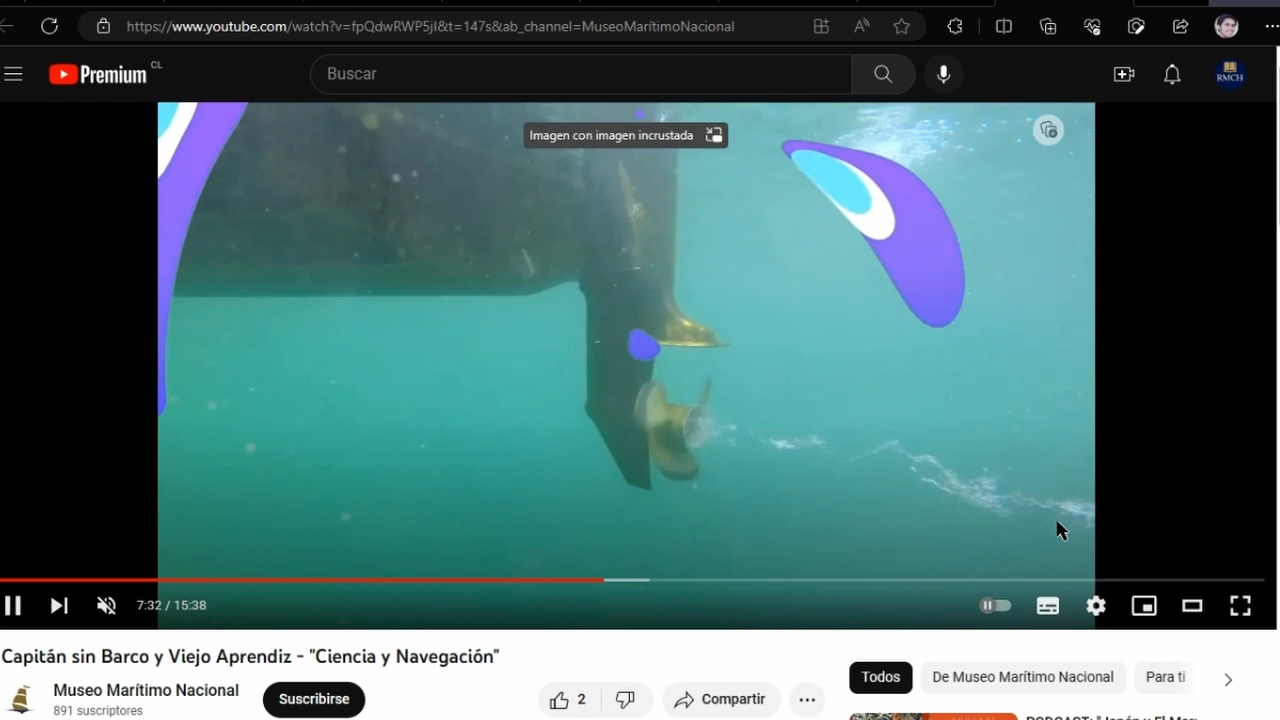 https://www.youtube.com/watch?v=fpQdwRWP5jI&t=147s&ab_channel=MuseoMarítimoNacional
Premium CL
Buscar
RMCH
Imagen con imagen incrustada
7:32 / 15:38
Capitán sin Barco y Viejo Aprendiz - "Ciencia y Navegación"
Museo Marítimo Nacional
891 suscriptores
Suscribirse
2
Compartir
Todos
De Museo Marítimo Nacional
Para ti